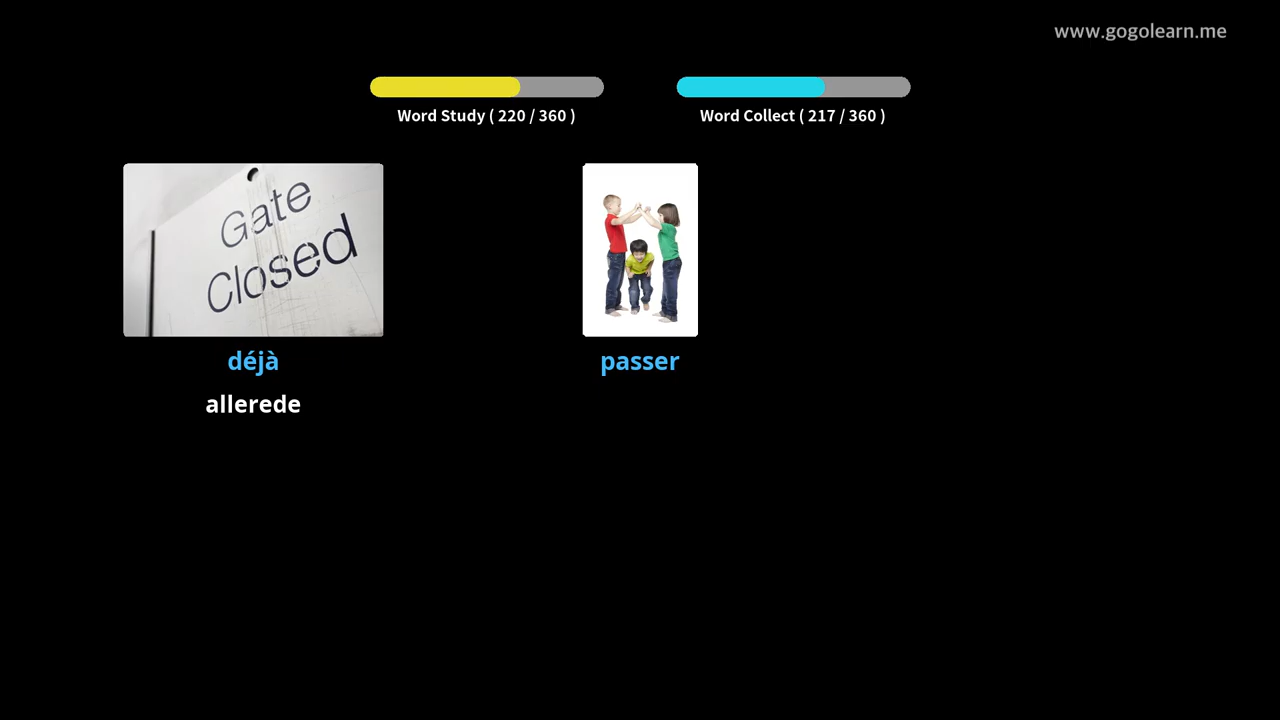 www.gogolearn.me
Word Study ( 220 / 360 )
Word Collect ( 217 / 360 )
Gate
Closed
déjà
passer
allerede